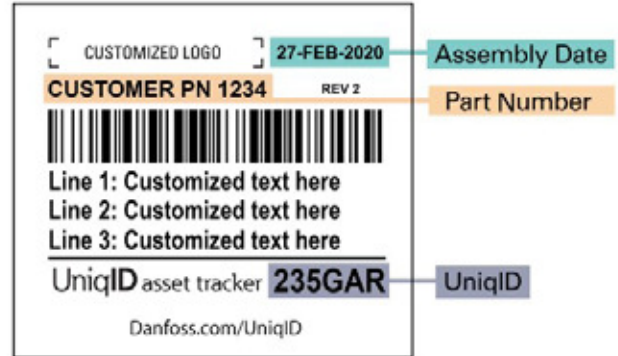 CUSTOMIZED LOGO 27-FEB-2020 Assembly Date
CUSTOMER PN 1234 REV 2 Part Number
Line 1: Customized text here
Line 2: Customized text here
Line 3: Customized text here
UniqID asset tracker 235GAR UniqID
Danfoss.com/UniqID